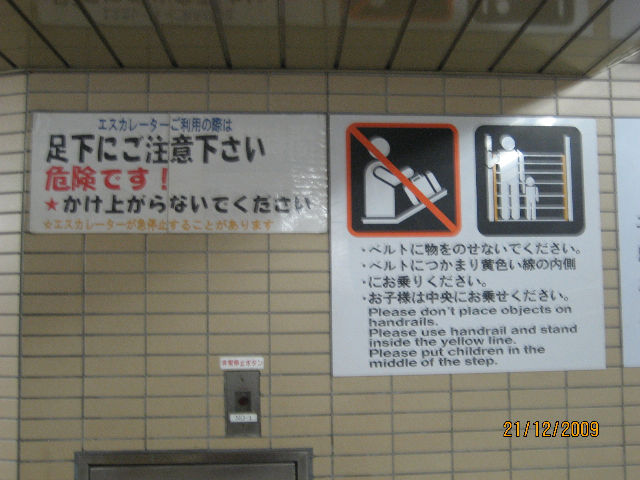 エスカレーターご利用の際は
足下にご注意下さい
危険です！
★かけ上がらないでください
☆エスカレーターが急停止することがあります
・ベルトに物をのせないでください。
・ベルトにつかまり黄色い線の内側
・にお乗りください。
・お子様は中央にお乗せください。
Please don't place objects on
handrails.
Please use handrail and stand
inside the yellow line.
Please put children in the
middle of the step.
非常停止ボタン
NO-1
21/12/2009